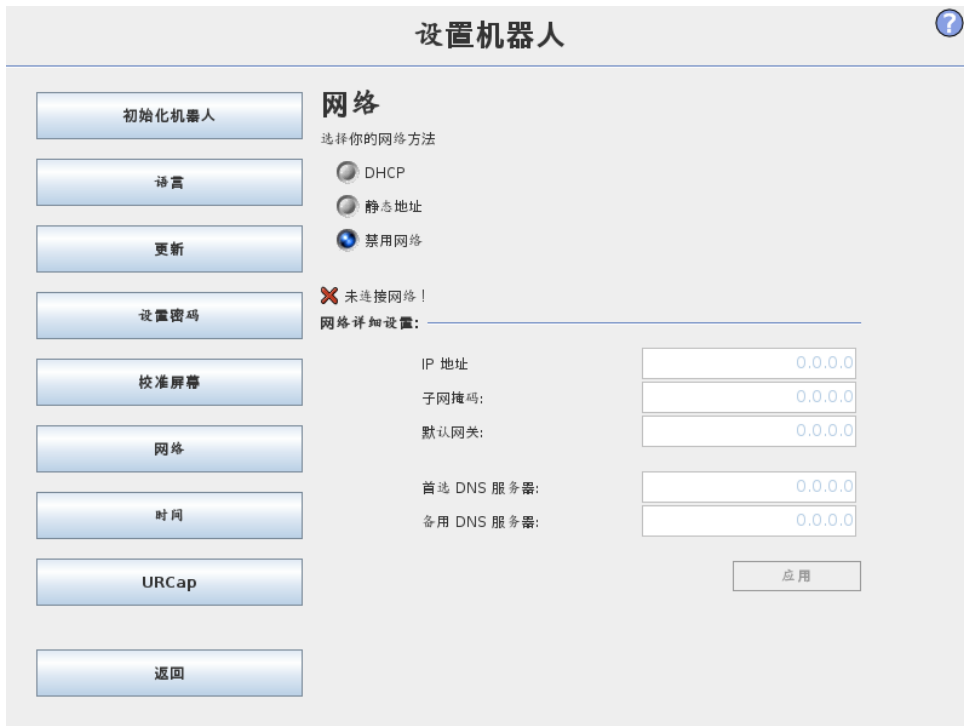 设置机器人
?
初始化机器人
语言
更新
设置密码
校准屏幕
网络
时间
URCap
返回
网络
选择你的网络方法
DHCP
静态地址
禁用网络
未连接网络！
网络详细设置:
IP 地址 0.0.0.0
子网掩码: 0.0.0.0
默认网关: 0.0.0.0
首选 DNS 服务器: 0.0.0.0
备用 DNS 服务器: 0.0.0.0
应用